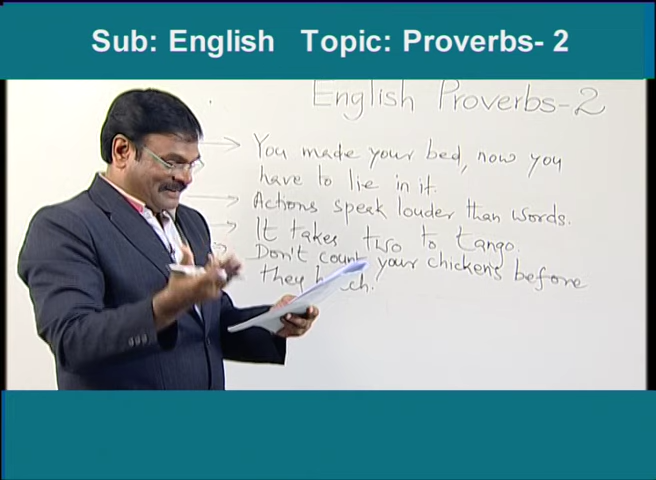 Sub: English Topic: Proverbs- 2
English Proverbs-2
You made your bed, now you
have to lie in it.
Actions speak louder than words.
It takes two to tango.
Don't count your chickens before
they